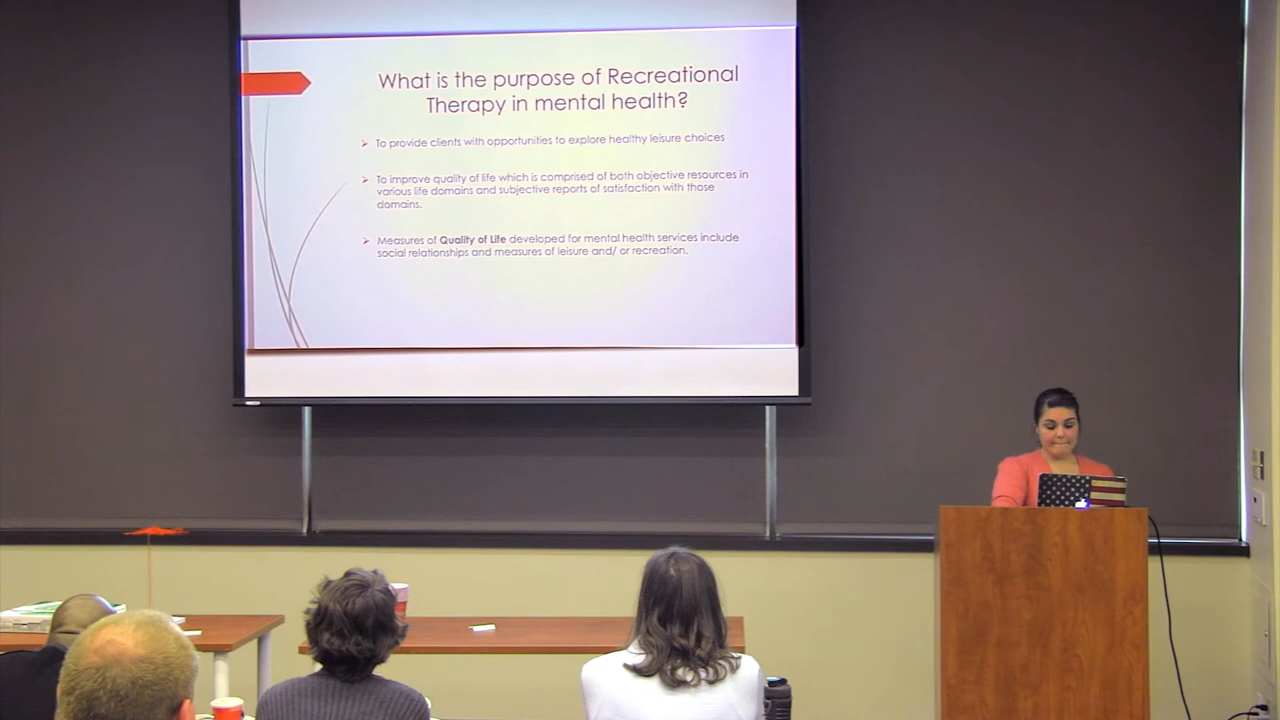 What is the purpose of Recreational
Therapy in mental health?
➢ To provide clients with opportunities to explore healthy leisure choices
➢ To improve quality of life which is comprised of both objective resources in
various life domains and subjective reports of satisfaction with those
domains.
➢ Measures of Quality of Life developed for mental health services include
social relationships and measures of leisure and/ or recreation.